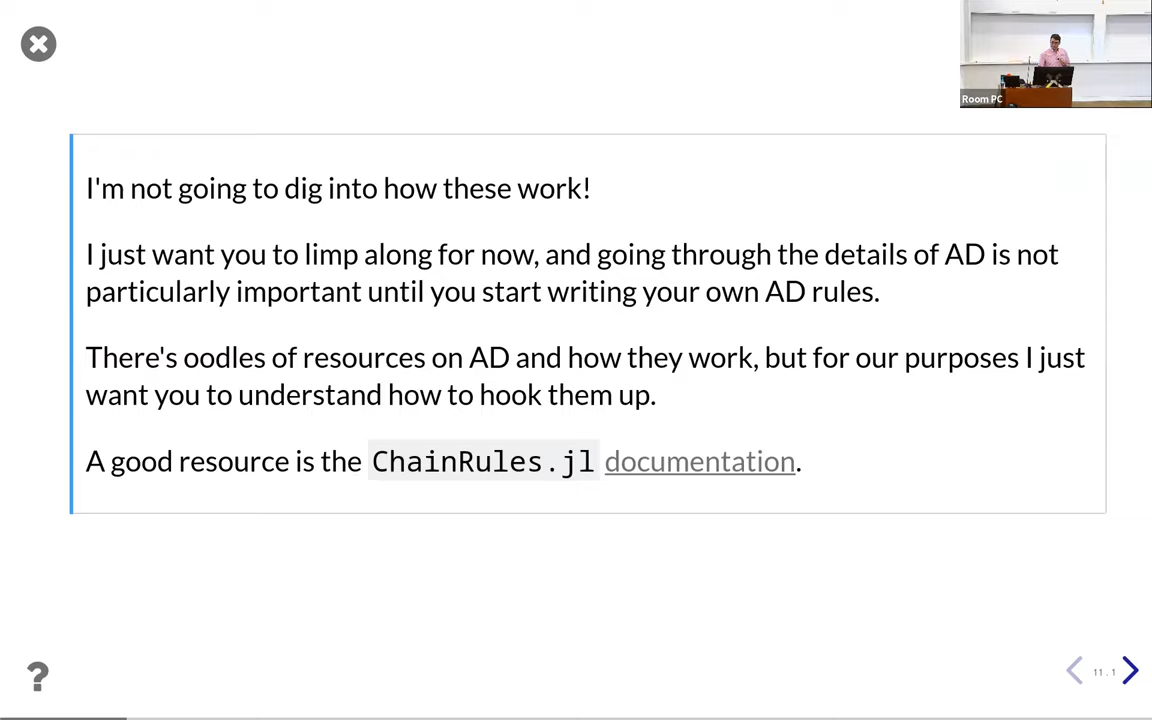 Room PC
I'm not going to dig into how these work!
I just want you to limp along for now, and going through the details of AD is not
particularly important until you start writing your own AD rules.
There's oodles of resources on AD and how they work, but for our purposes I just
want you to understand how to hook them up.
A good resource is the ChainRules.jl documentation.
?
11.1